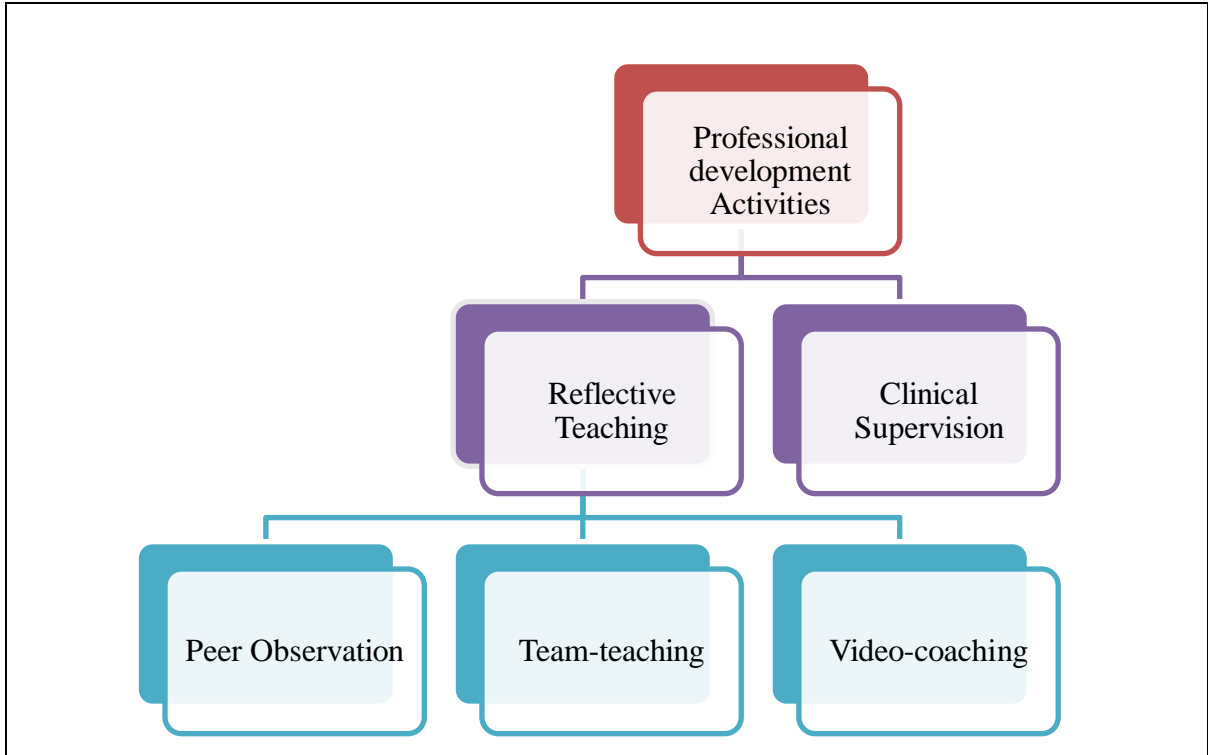 Professional
development
Activities
Reflective
Teaching
Clinical
Supervision
Peer Observation
Team-teaching
Video-coaching